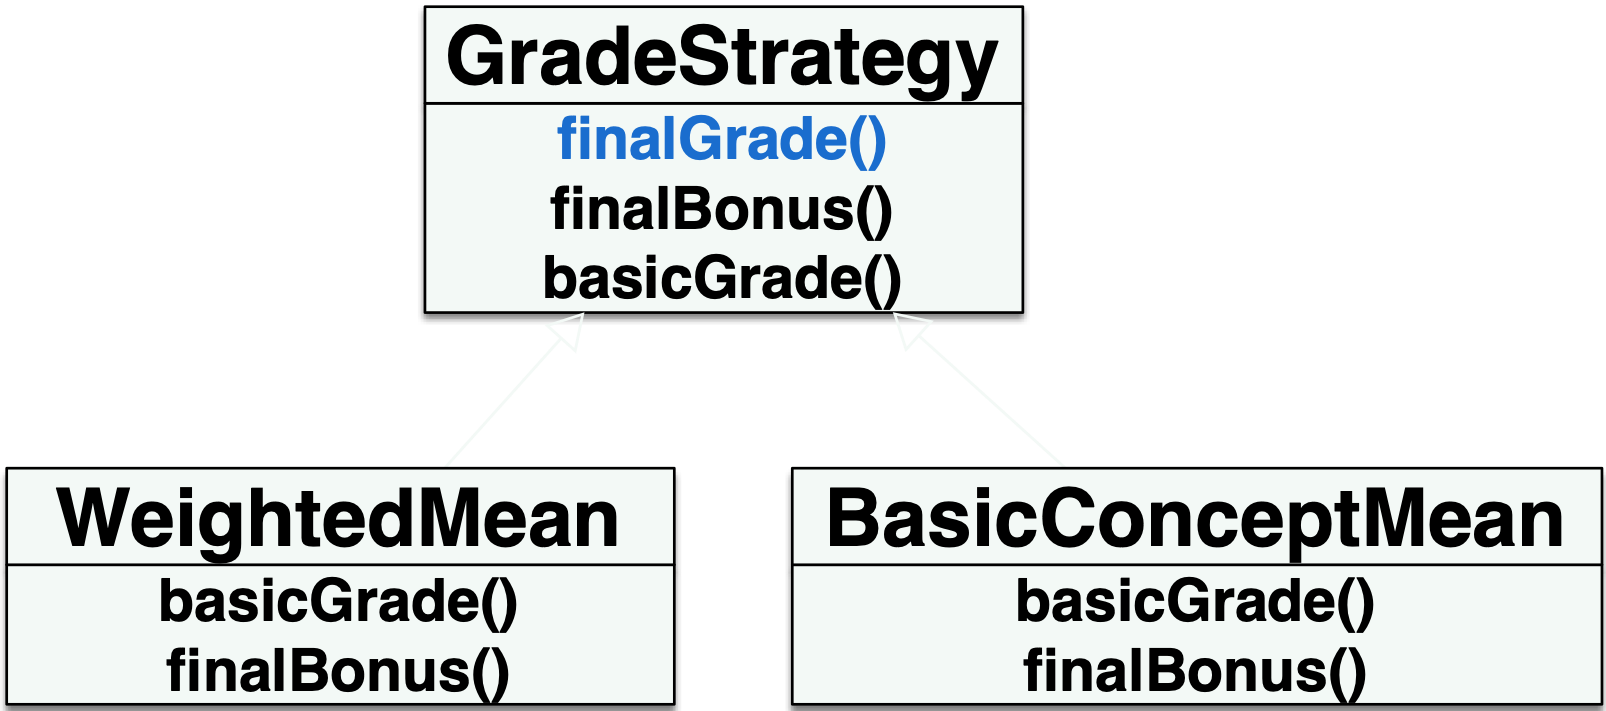 GradeStrategy
finalGrade()
finalBonus()
basicGrade()
WeightedMean
basicGrade()
finalBonus()
BasicConceptMean
basicGrade()
finalBonus()